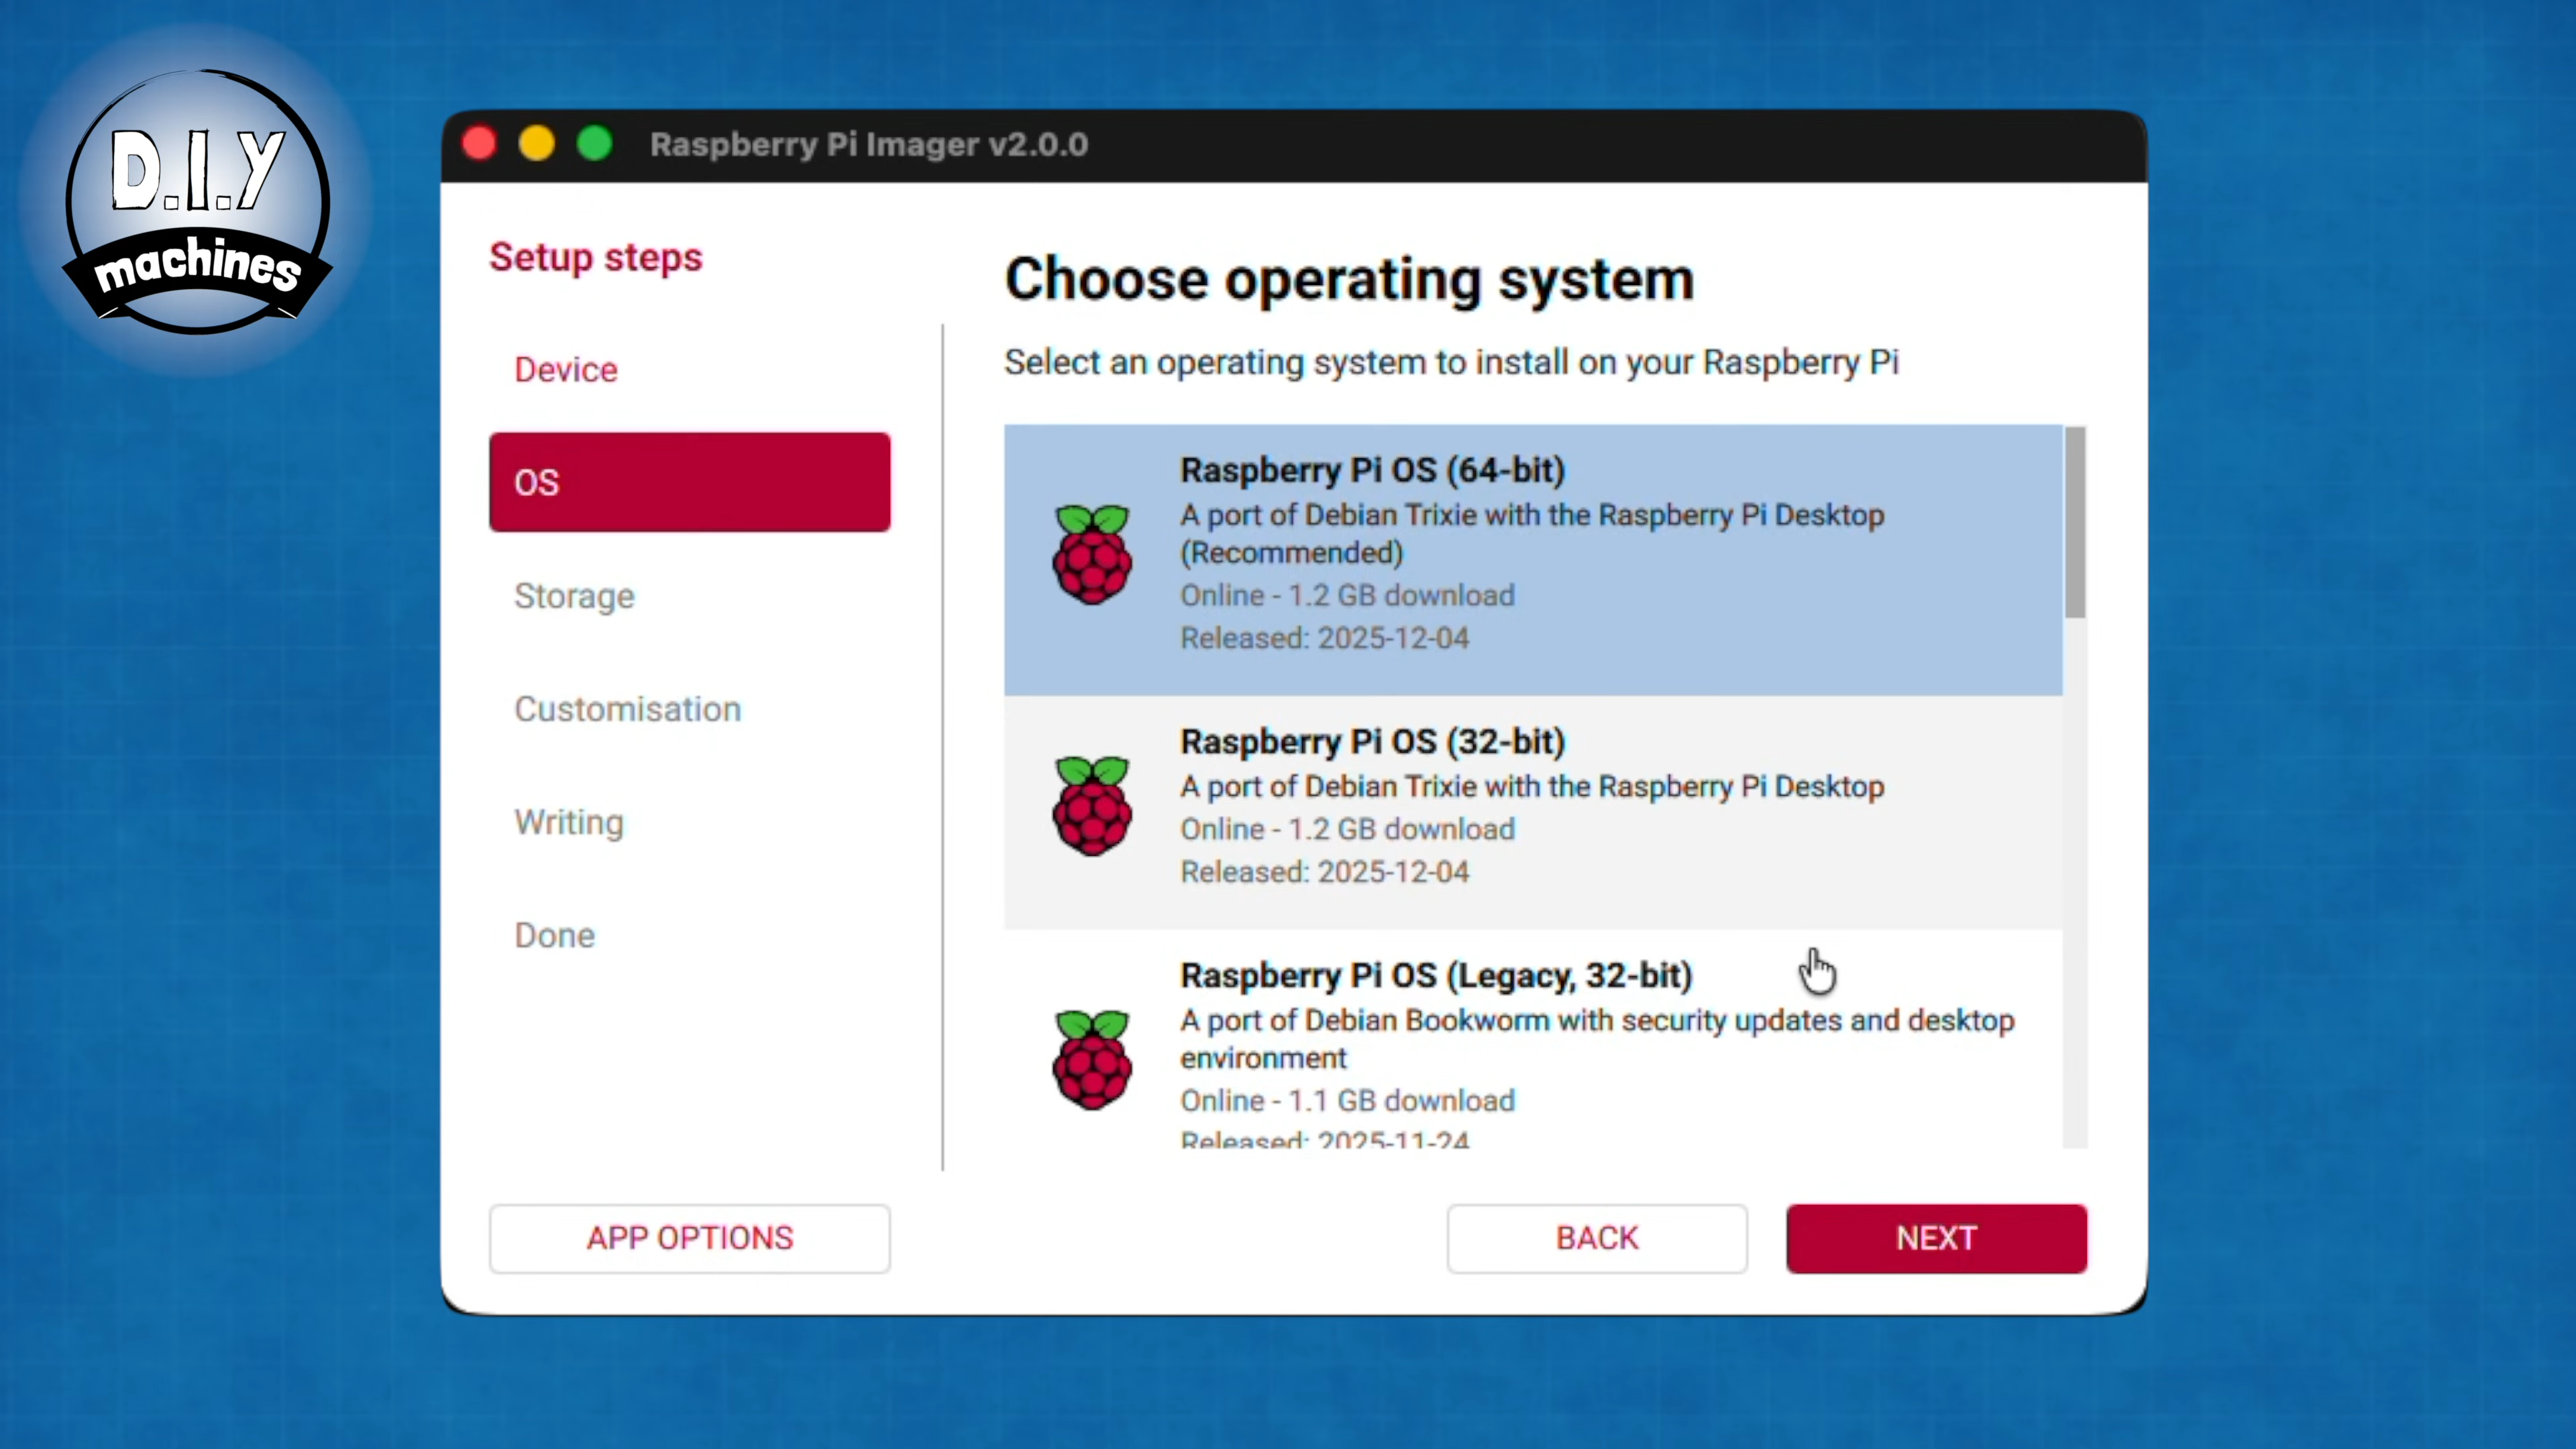 D.I.Y
machines
Raspberry Pi Imager v2.0.0
Setup steps
Device
OS
Storage
Customisation
Writing
Done
APP OPTIONS
Choose operating system
Select an operating system to install on your Raspberry Pi
Raspberry Pi OS (64-bit)
A port of Debian Trixie with the Raspberry Pi Desktop
(Recommended)
Online - 1.2 GB download
Released: 2025-12-04
Raspberry Pi OS (32-bit)
A port of Debian Trixie with the Raspberry Pi Desktop
Online - 1.2 GB download
Released: 2025-12-04
Raspberry Pi OS (Legacy, 32-bit)
A port of Debian Bookworm with security updates and desktop
environment
Online - 1.1 GB download
Released: 2025-11-24
BACK
NEXT